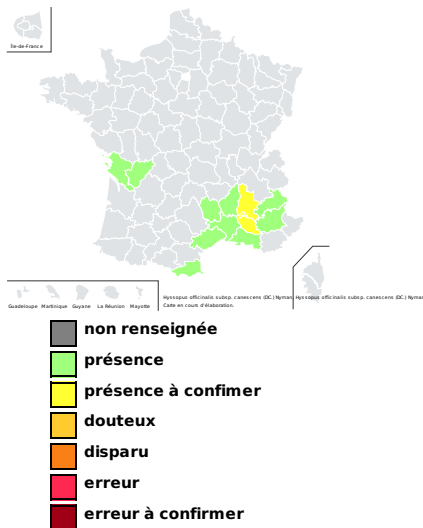 Île-de-France
Guadeloupe Martinique Guyane La Réunion Mayotte
Hyssopus officinalis subsp. canescens (DC.) Nyman, Hyssopus officinalis subsp. canescens (DC.) Nyman
Carte en cours d'élaboration.
non renseignée
présence
présence à confimer
douteux
disparu
erreur
erreur à confirmer